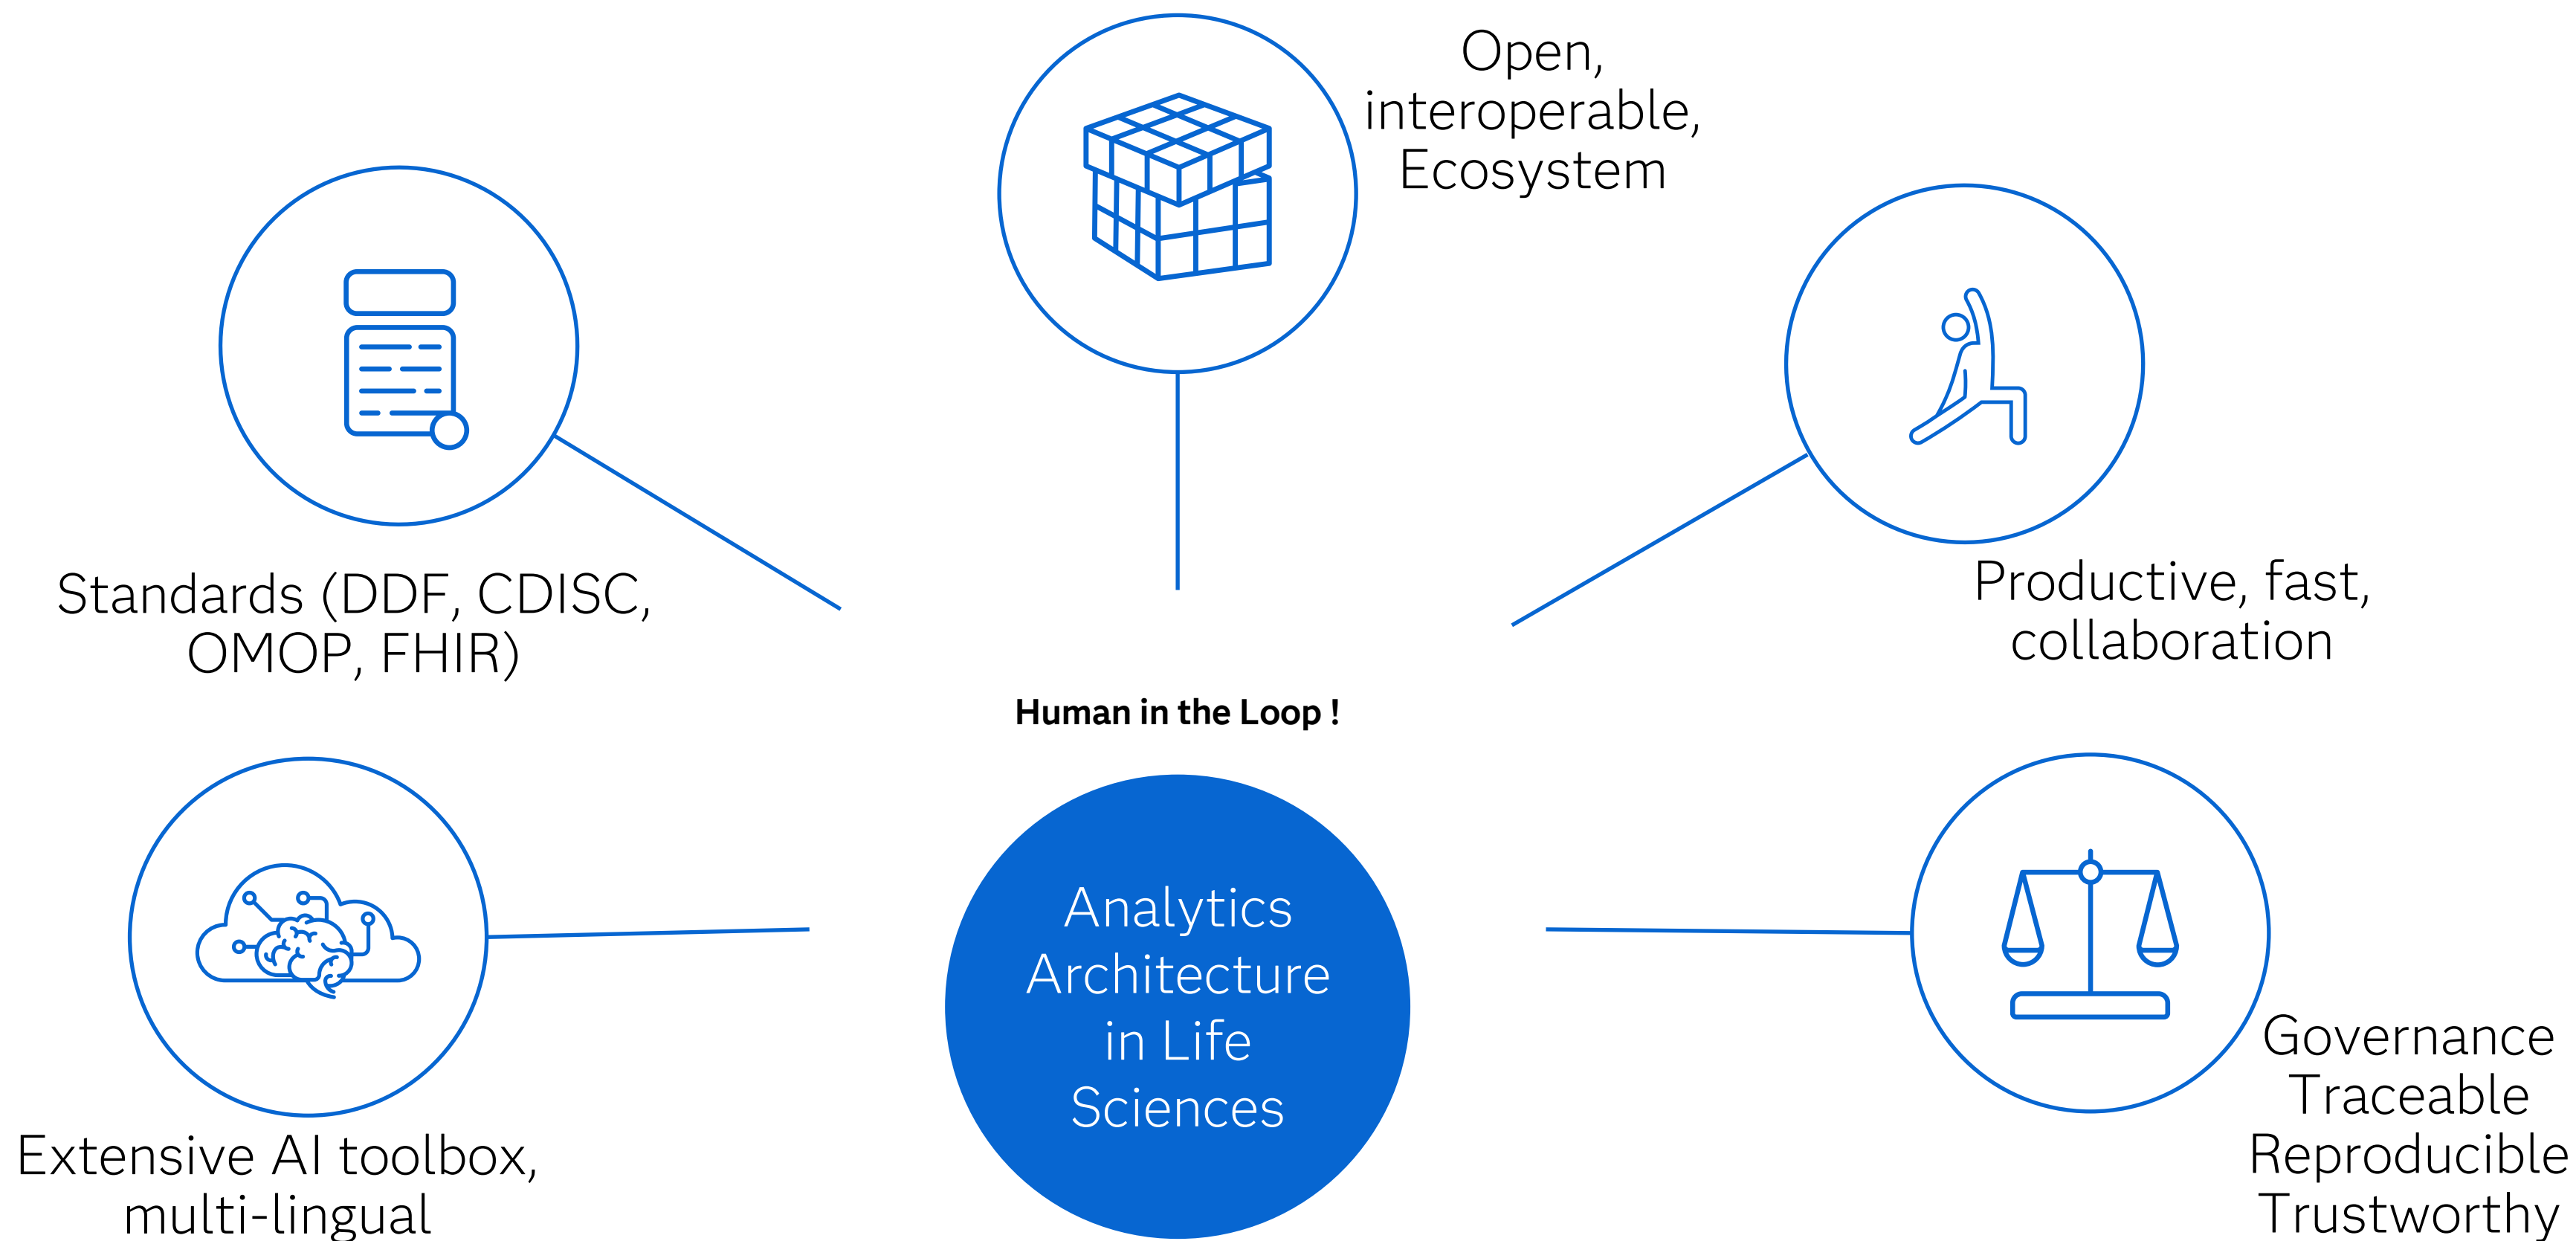 Open,
interoperable,
Ecosystem
Standards (DDF, CDISC,
OMOP, FHIR)
Productive, fast,
collaboration
Human in the Loop !
Analytics
Architecture
in Life
Sciences
Extensive AI toolbox,
multi-lingual
Governance
Traceable
Reproducible
Trustworthy